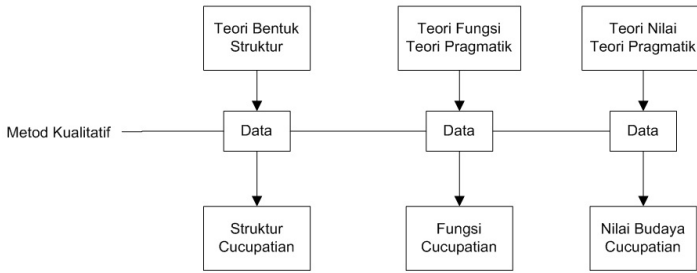 Teori Bentuk
Struktur
Teori Fungsi
Teori Pragmatik
Teori Nilai
Teori Pragmatik
Metod Kualitatif
Data
Data
Data
Struktur
Cucupatian
Fungsi
Cucupatian
Nilai Budaya
Cucupatian